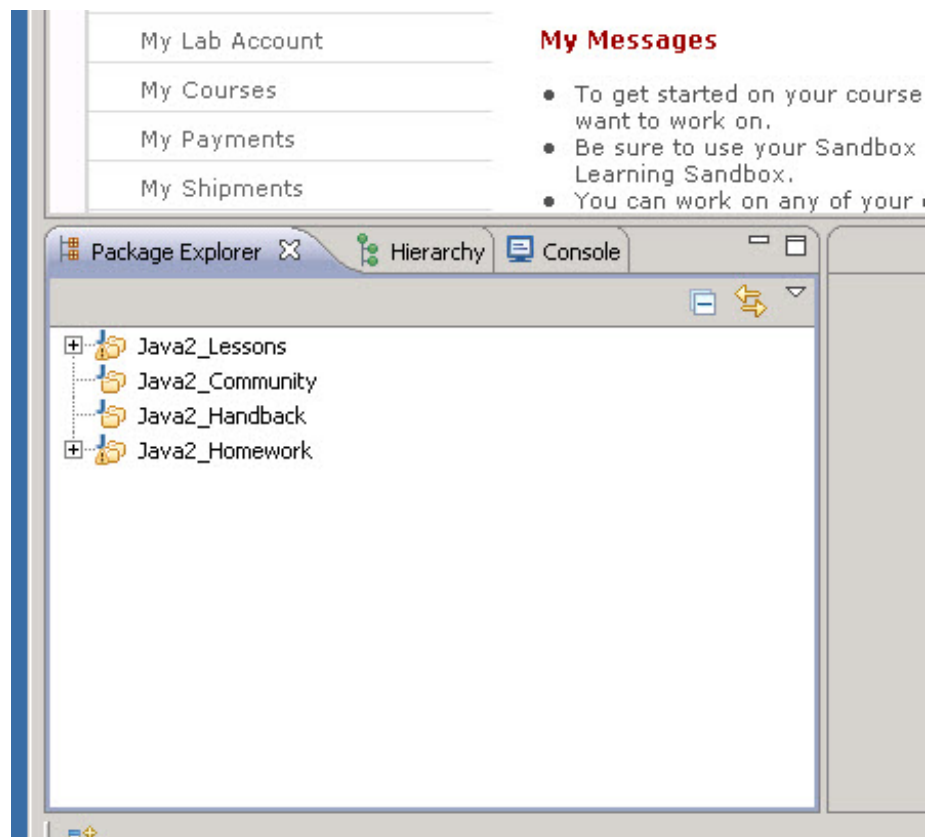 My Lab Account
My Courses
My Payments
My Shipments
My Messages
To get started on your course
want to work on.
Be sure to use your Sandbox
Learning Sandbox.
You can work on any of your
Package Explorer
Hierarchy
Console
Java2_Lessons
Java2_Community
Java2_Handback
Java2_Homework